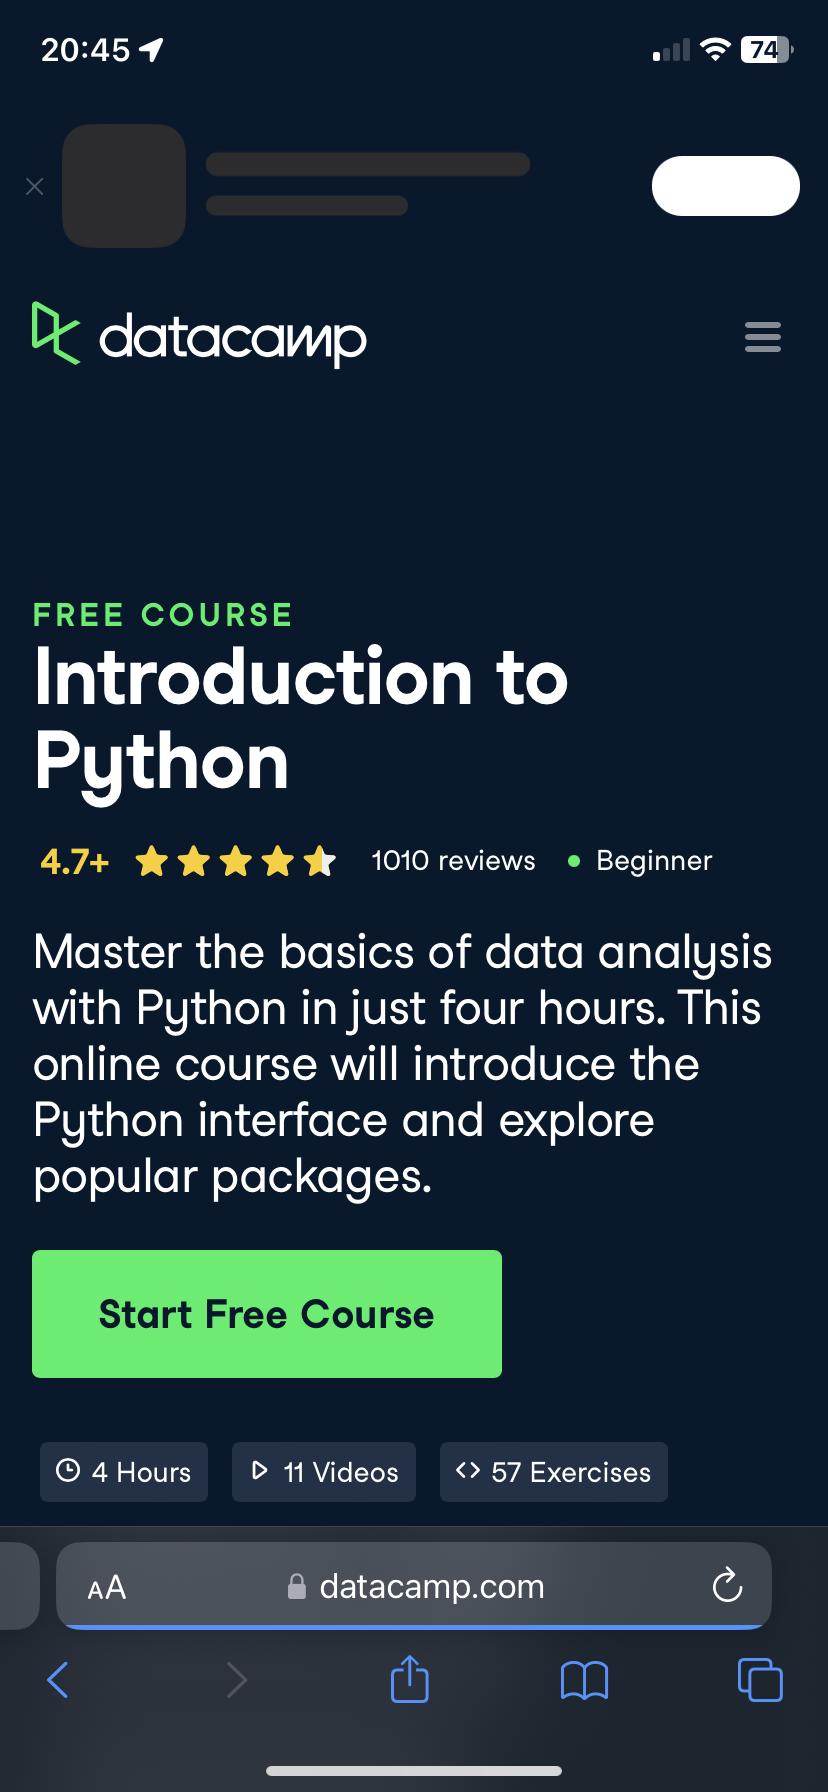 20:45
74
datacamp
FREE COURSE
Introduction to
Python
4.7+ 1010 reviews Beginner
Master the basics of data analysis
with Python in just four hours. This
online course will introduce the
Python interface and explore
popular packages.
Start Free Course
4 Hours 11 Videos 57 Exercises
AA datacamp.com